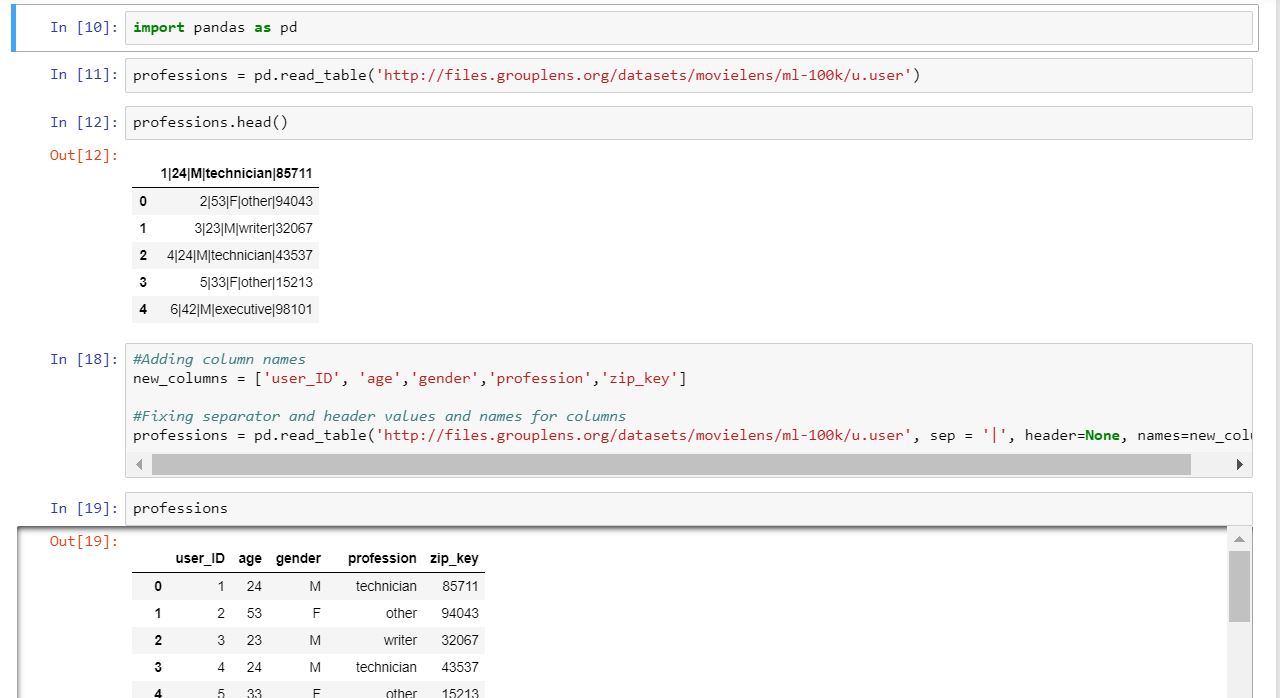 In [10]: import pandas as pd
In [11]: professions = pd.read_table('http://files.grouplens.org/datasets/movielens/ml-100k/u.user')
In [12]: professions.head()
Out[12]:
1|24|M|technician|85711
0 2|53|F|other|94043
1 3|23|M|writer|32067
2 4|24|M|technician|43537
3 5|33|F|other|15213
4 6|42|M|executive|98101
In [18]: #Adding column names
new_columns = ['user_ID', 'age','gender','profession','zip_key']
#Fixing separator and header values and names for columns
professions = pd.read_table('http://files.grouplens.org/datasets/movielens/ml-100k/u.user', sep = '|', header=None, names=new_colu
In [19]: professions
Out[19]:
user_ID age gender profession zip_key
0 1 24 M technician 85711
1 2 53 F other 94043
2 3 23 M writer 32067
3 4 24 M technician 43537
4 5 33 F other 15213